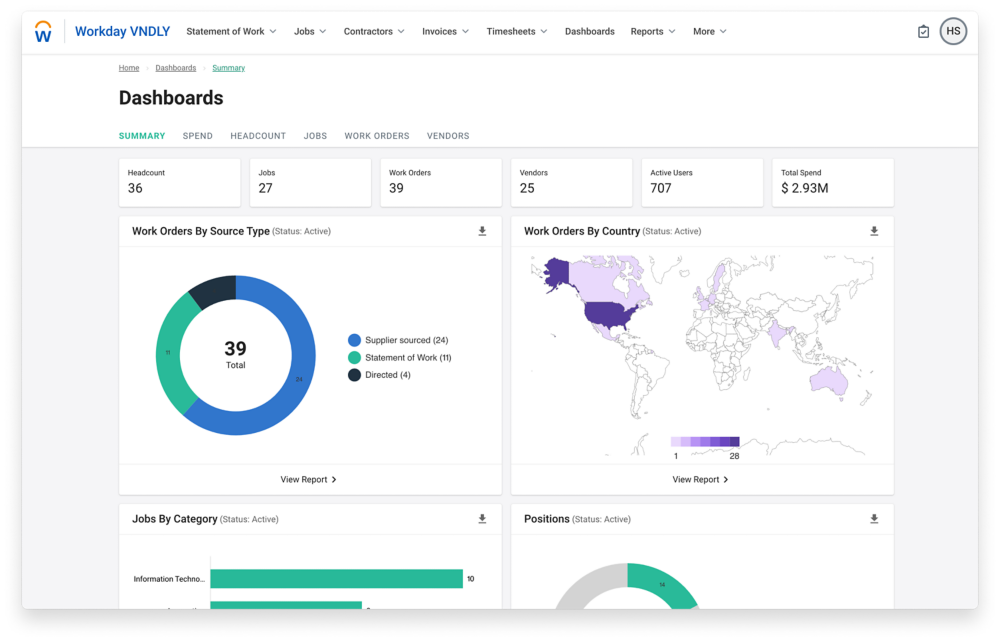 Workday VNDLY Statement of Work Jobs Contractors Invoices Timesheets Dashboards Reports More HS
Home Dashboards Summary
Dashboards
SUMMARY SPEND HEADCOUNT JOBS WORK ORDERS VENDORS
Headcount Jobs Work Orders Vendors Active Users Total Spend
36 27 39 25 707 $ 2.93M
Work Orders By Source Type (Status: Active)
39
Total
11
24
Supplier sourced (24)
Statement of Work (11)
Directed (4)
View Report
Work Orders By Country (Status: Active)
1 28
View Report
Jobs By Category (Status: Active)
Information Techno... 10
Positions (Status: Active)
14